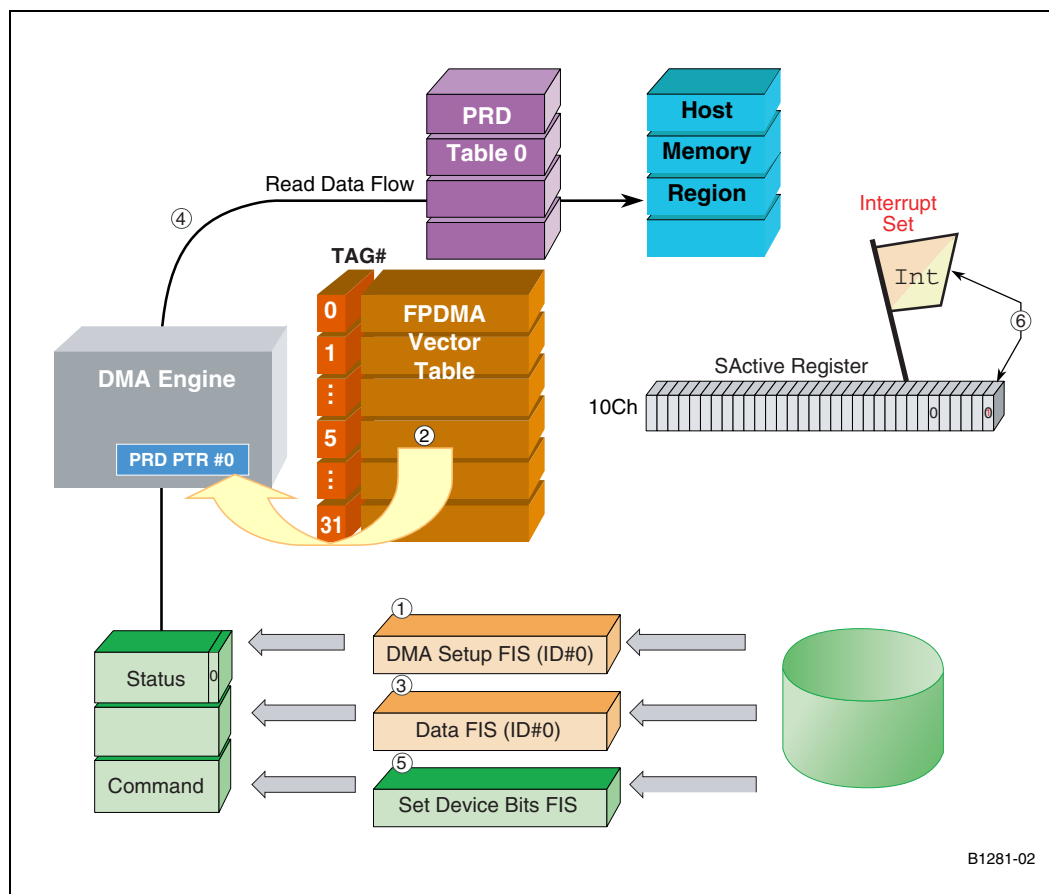 PRD
Table 0
Host
Memory
Region
Read Data Flow
④
Interrupt
Set
Int
⑥
TAG#
0
1
⋮
5
⋮
31
FPDMA
Vector
Table
②
DMA Engine
PRD PTR #0
SActive Register
10Ch
0
①
DMA Setup FIS (ID#0)
Status
0
③
Data FIS (ID#0)
⑤
Command
Set Device Bits FIS
B1281-02